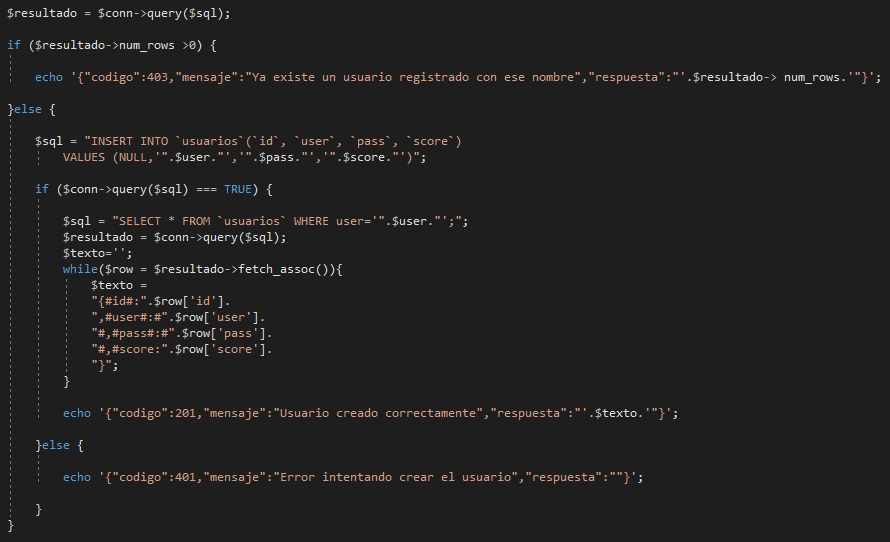 $resultado = $conn->query($sql);
if ($resultado->num_rows >0) {
echo '{"codigo":403,"mensaje":"Ya existe un usuario registrado con ese nombre","respuesta":"'.$resultado-> num_rows.'"}';
}else {
$sql = "INSERT INTO `usuarios`(`id`, `user`, `pass`, `score`)
VALUES (NULL,'".$user."','".$pass."','".$score."')";
if ($conn->query($sql) === TRUE) {
$sql = "SELECT * FROM `usuarios` WHERE user='".$user."';";
$resultado = $conn->query($sql);
$texto='';
while($row = $resultado->fetch_assoc()){
$texto =
"{#id#:".$row['id'].
",#user#:#".$row['user'].
"#,#pass#:#".$row['pass'].
"#,#score:".$row['score'].
"}";
}
echo '{"codigo":201,"mensaje":"Usuario creado correctamente","respuesta":"'.$texto.'"}';
}else {
echo '{"codigo":401,"mensaje":"Error intentando crear el usuario","respuesta":""}';
}
}